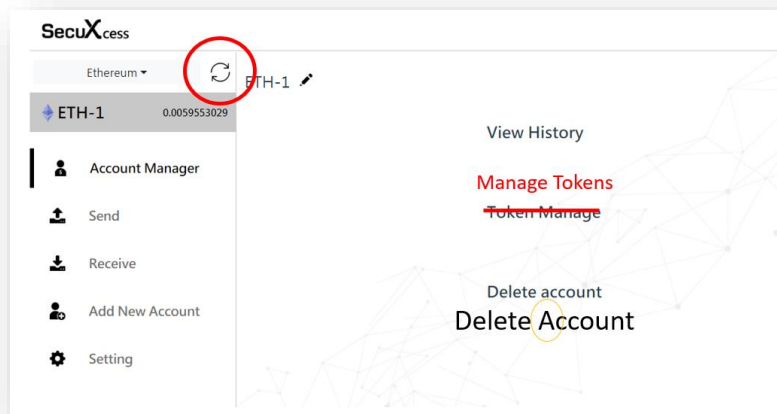 SecuXcess
Ethereum
ETH-1
ETH-1 0.0059553029
View History
Account Manager
Manage Tokens
Token Manage
Send
Receive
Delete account
Add New Account
Delete Account
Setting